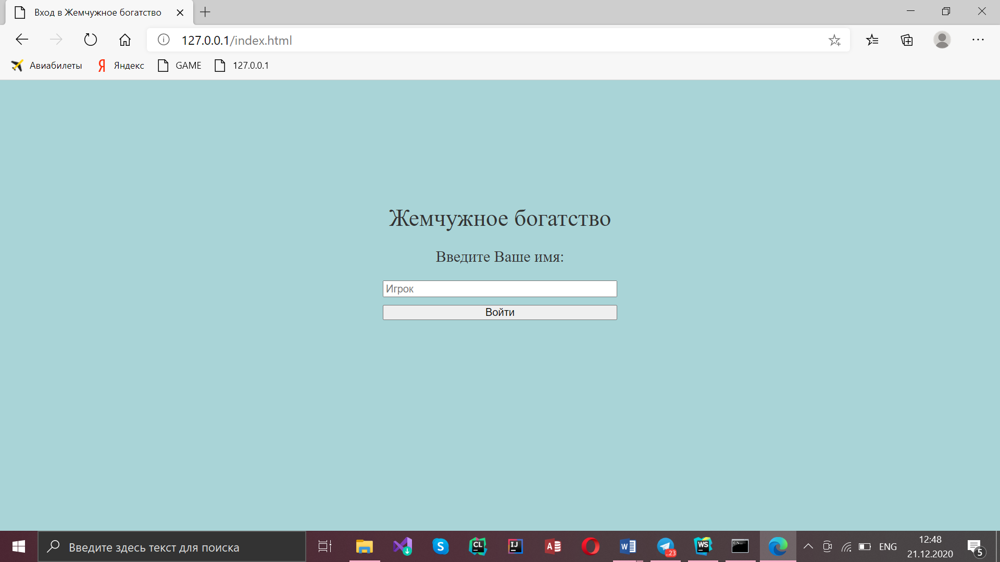 Вход в Жемчужное богатство
127.0.0.1/index.html
Авиабилеты Яндекс GAME 127.0.0.1
Жемчужное богатство
Введите Ваше имя:
Игрок
Войти
Введите здесь текст для поиска
S CL IJ A W ..23 WS C:\ ENG
12:48
21.12.2020
5